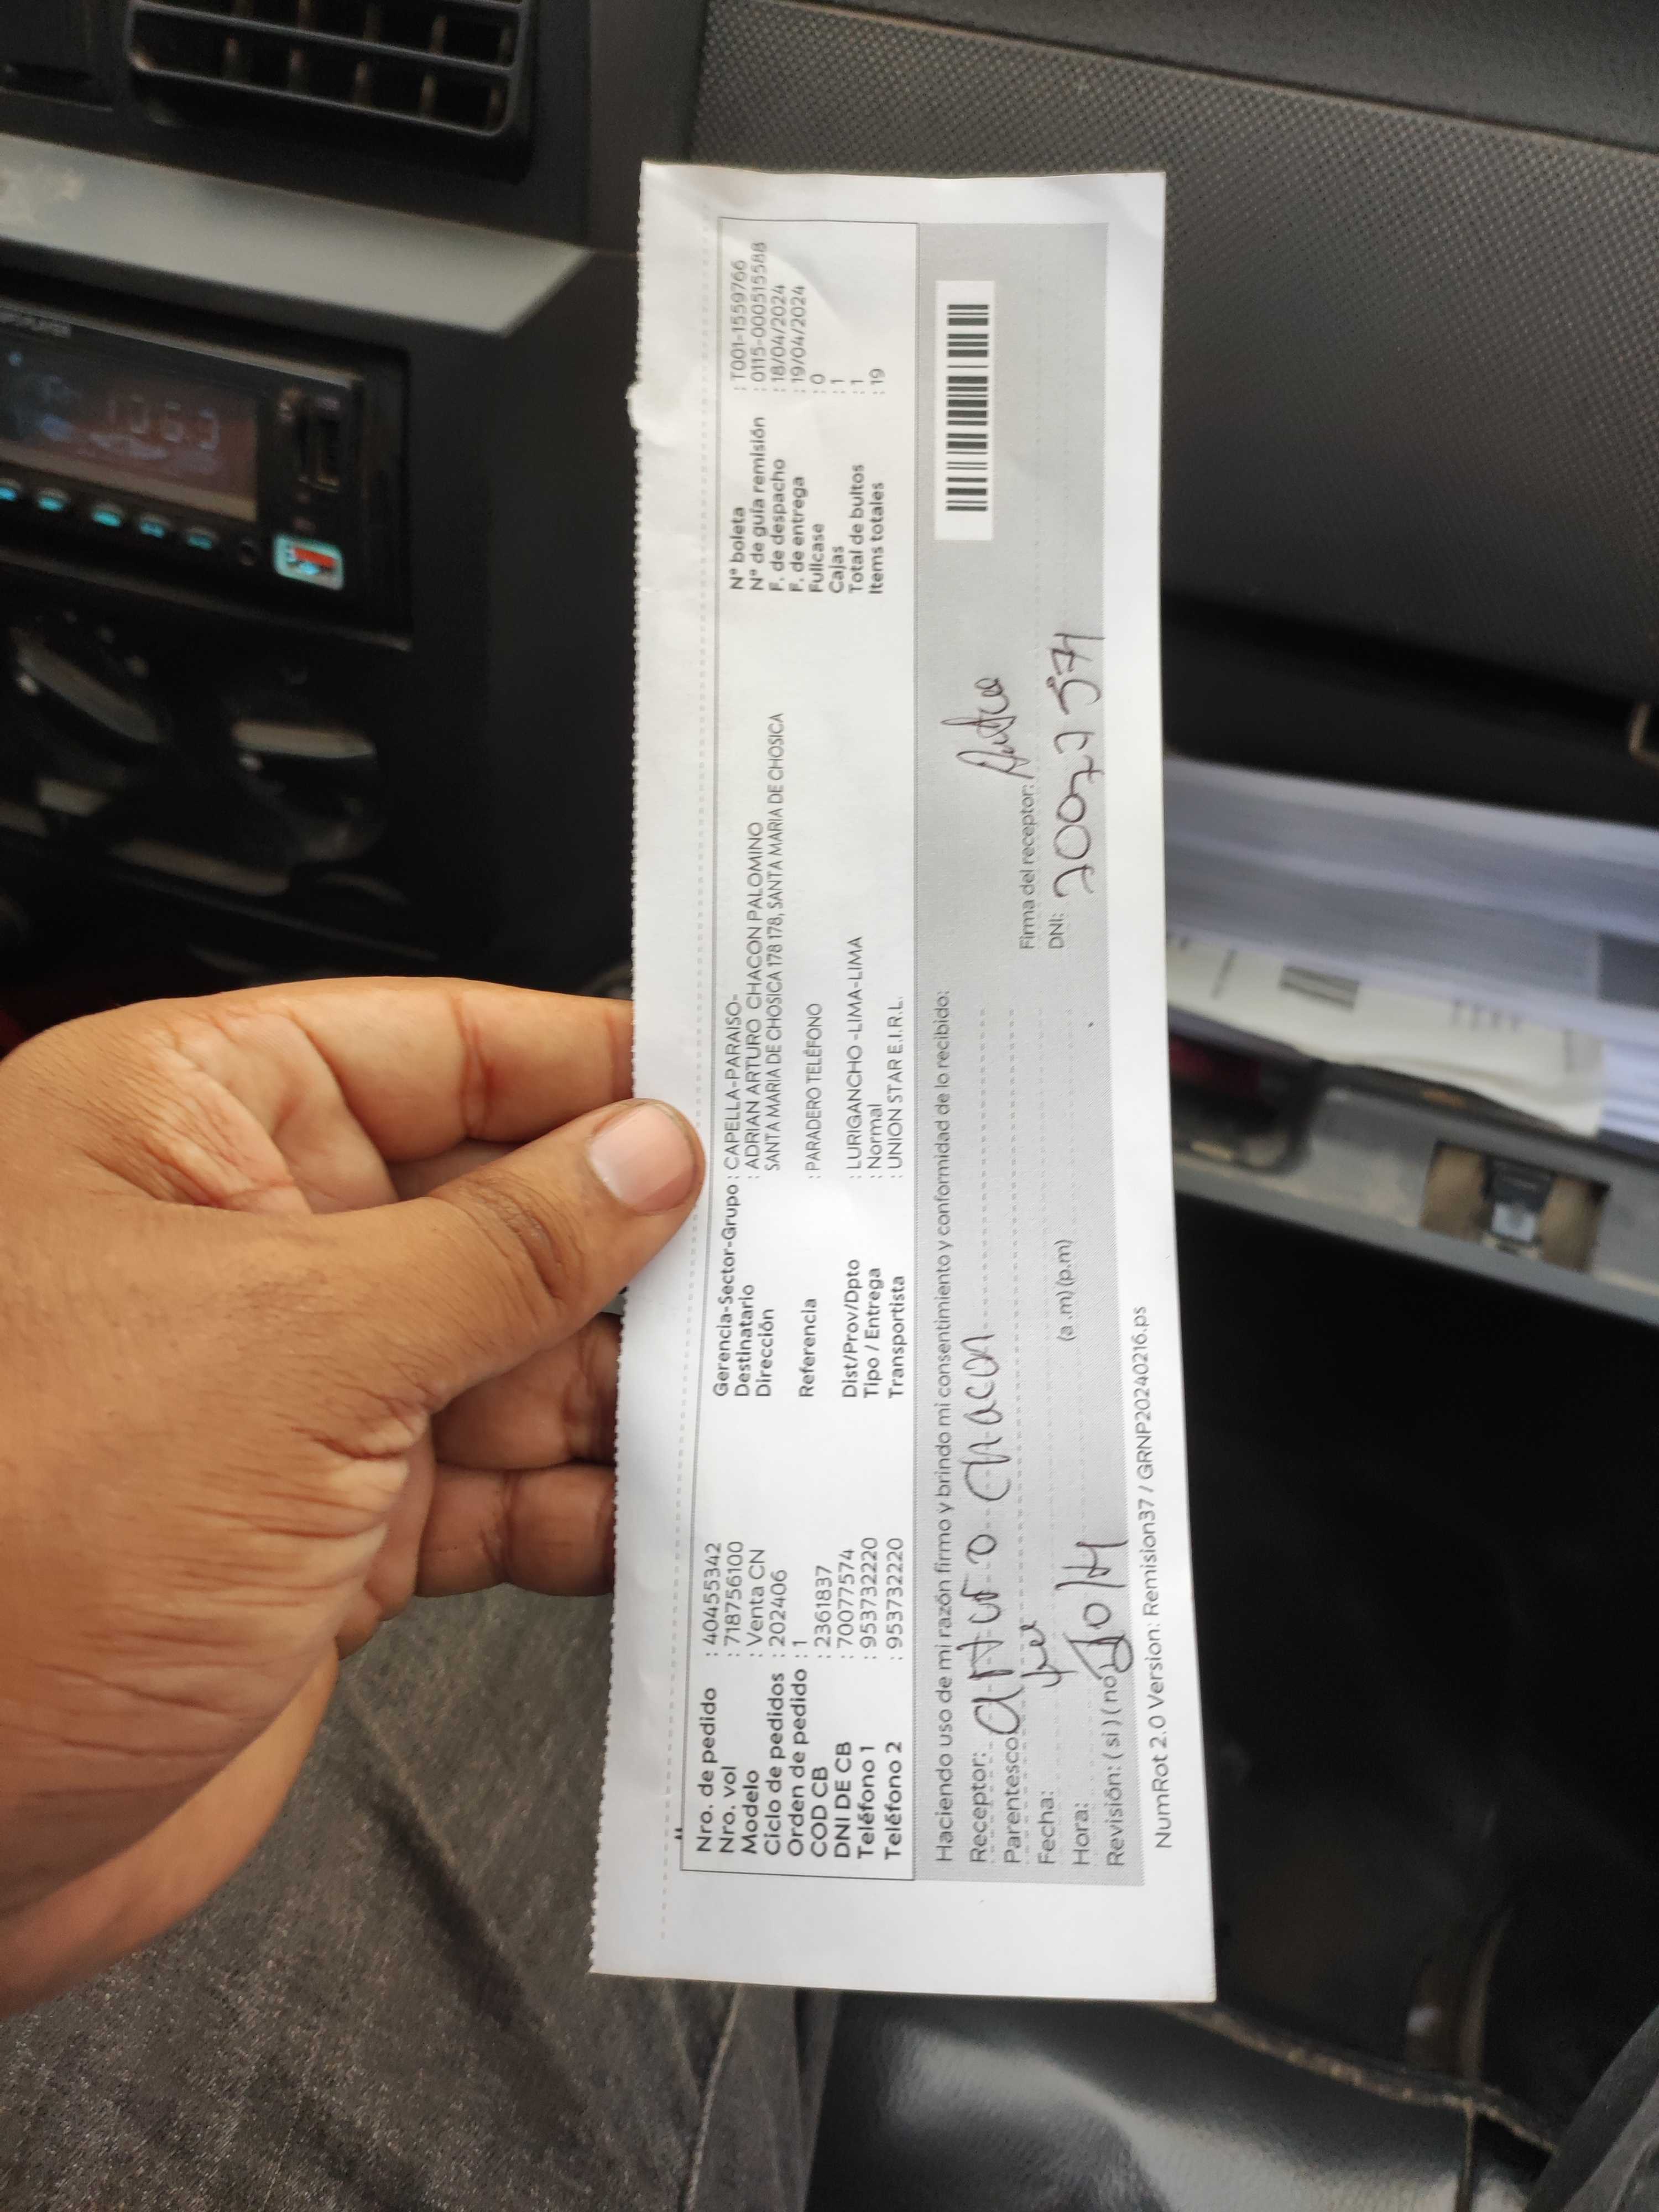 Nro. de pedido : 40455342
Nro. vol : 718756100
Modelo : Venta CN
Ciclo de pedidos : 202406
Orden de pedido : 1
COD CB : 2361837
DNI DE CB : 70077574
Teléfono 1 : 953732220
Teléfono 2 : 953732220
Gerencia-Sector-Grupo : CAPELLA-PARAISO-
Destinatario : ADRIAN ARTURO CHACON PALOMINO
Dirección SANTA MARIA DE CHOSICA 178 178, SANTA MARIA DE CHOSICA
Referencia : PARADERO TELÉFONO
Dist/Prov/Dpto : LURIGANCHO -LIMA-LIMA
Tipo / Entrega : Normal
Transportista : UNION STAR E.I.R.L.
N° boleta : T001-1559766
N° de guía remisión : 0115-000515588
F. de despacho : 18/04/2024
F. de entrega : 19/04/2024
Fullcase : 0
Cajas : 1
Total de bultos : 1
Items totales : 19
Haciendo uso de mi razón firmo y brindo mi consentimiento y conformidad de lo recibido:
Receptor: Arturo chacon
Parentesco
Fecha:
Hora: (a .m) (p.m)
Revisión: ( si ) ( no
Firma del receptor:
DNI:
NumRot 2.0 Version: Remision37 / GRNP20240216.ps